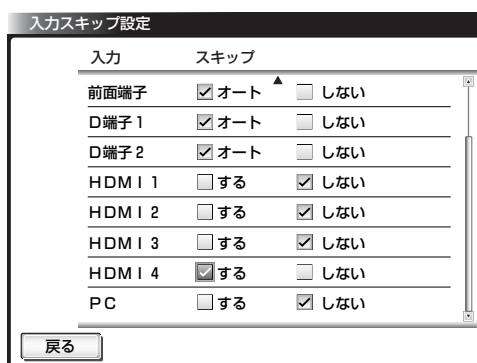 入力スキップ設定
入力 スキップ
前面端子 オート しない
D端子1 オート しない
D端子2 オート しない
HDMI1 する しない
HDMI2 する しない
HDMI3 する しない
HDMI4 する しない
PC する しない
戻る